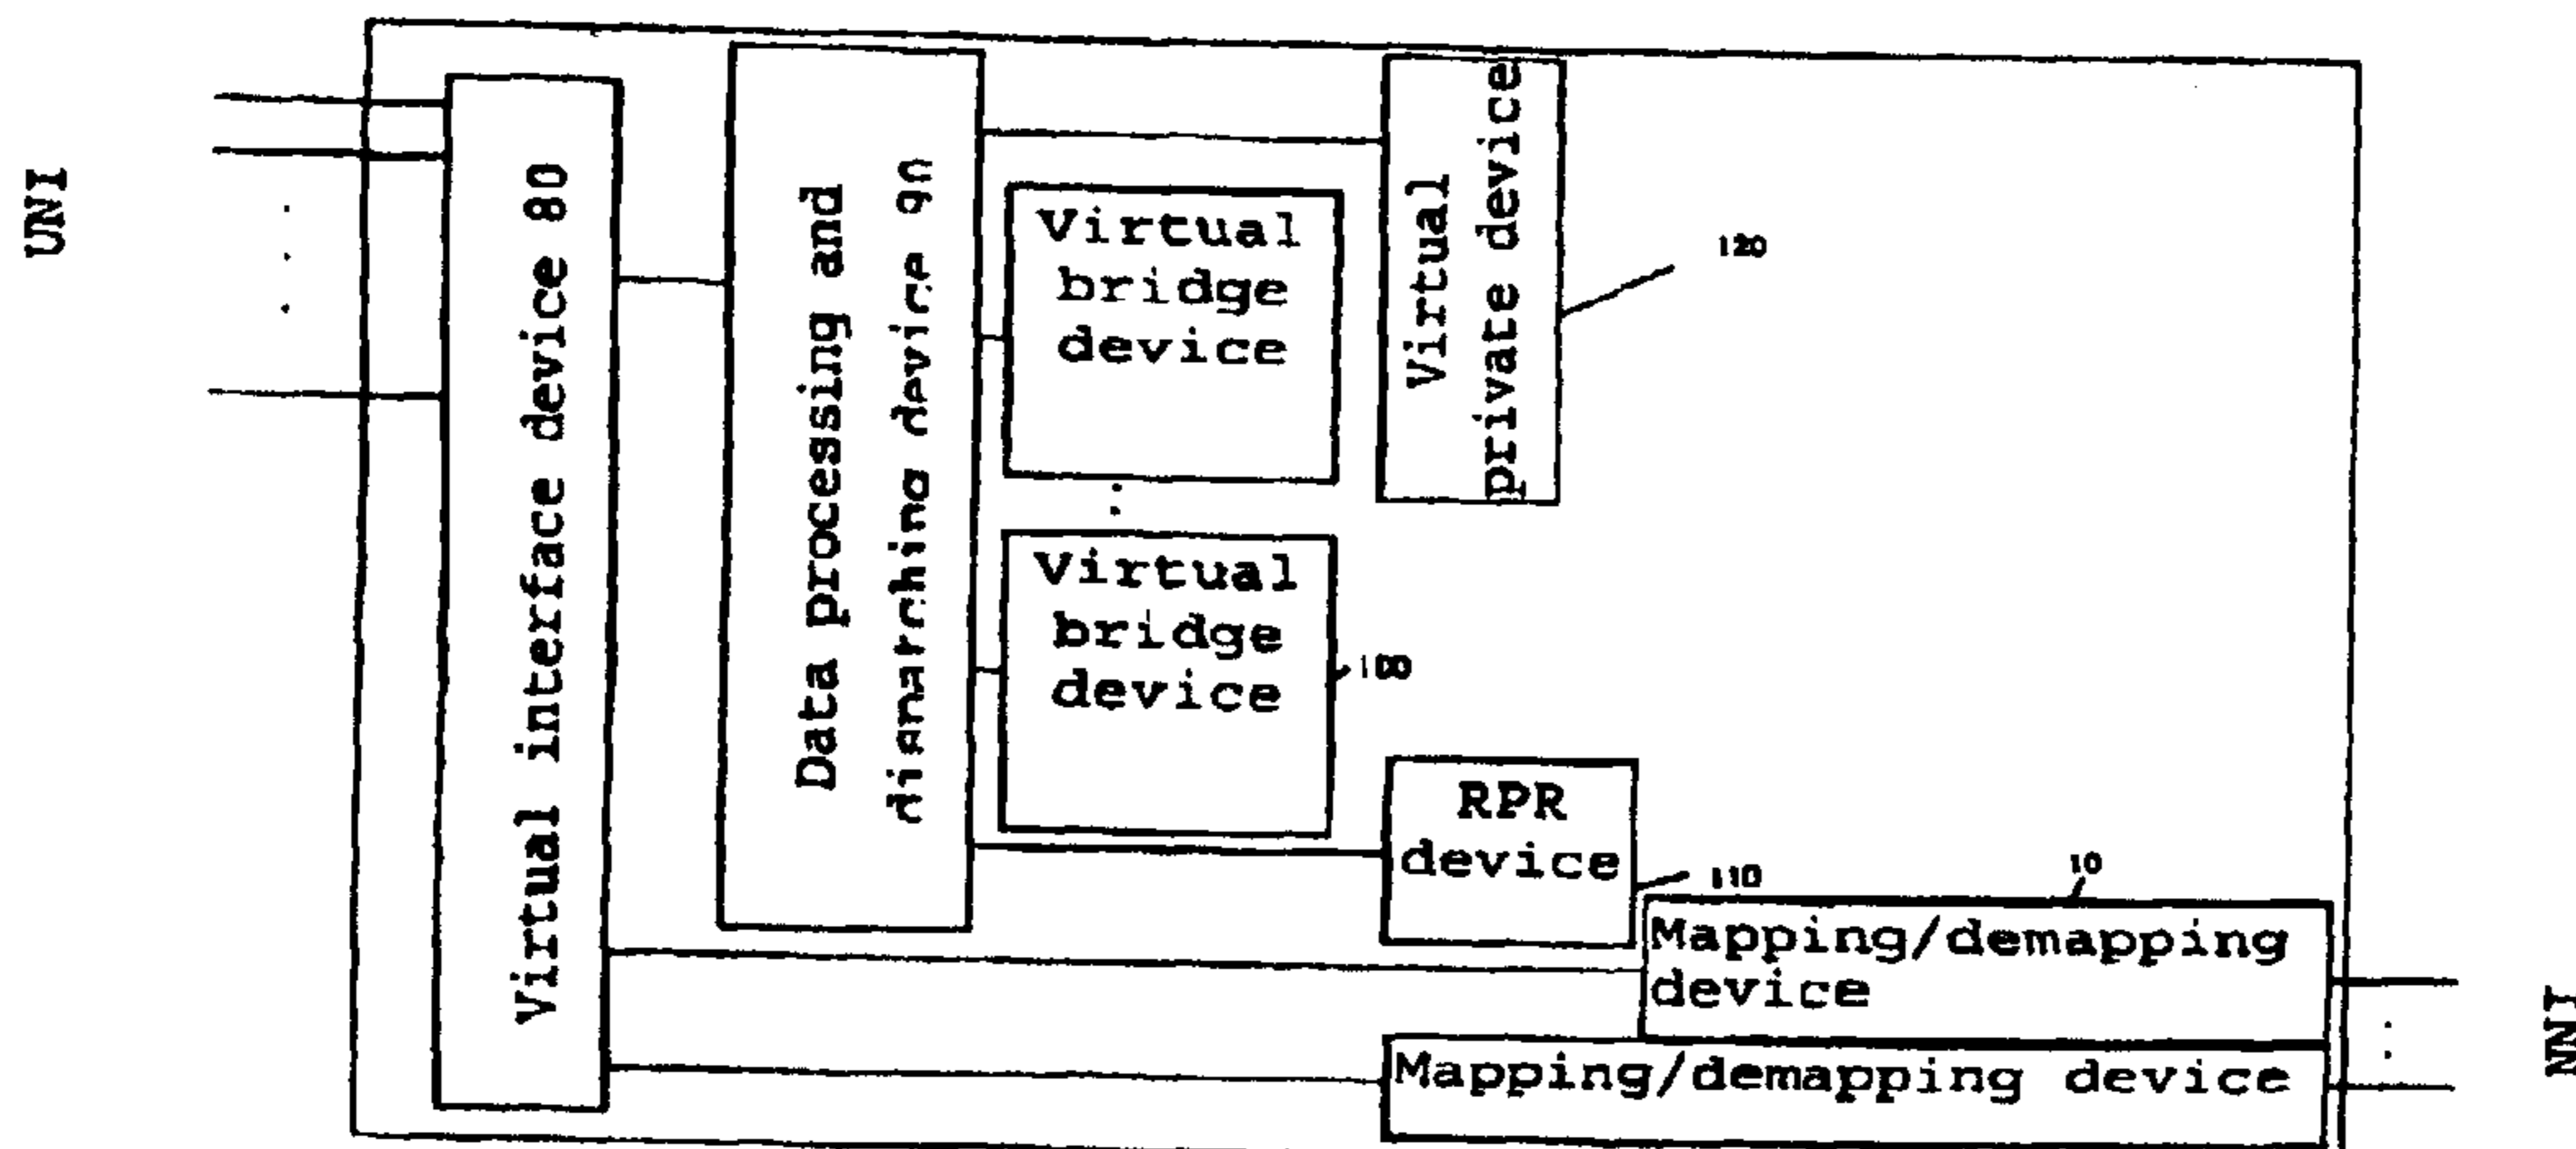 UNI
Virtual interface device 80
Data processing and
dispatching device 90
Virtual
bridge
device
Virtual
private device
120
Virtual
bridge
device
100
RPR
device
110
10
Mapping/demapping
device
Mapping/demapping device
NNI